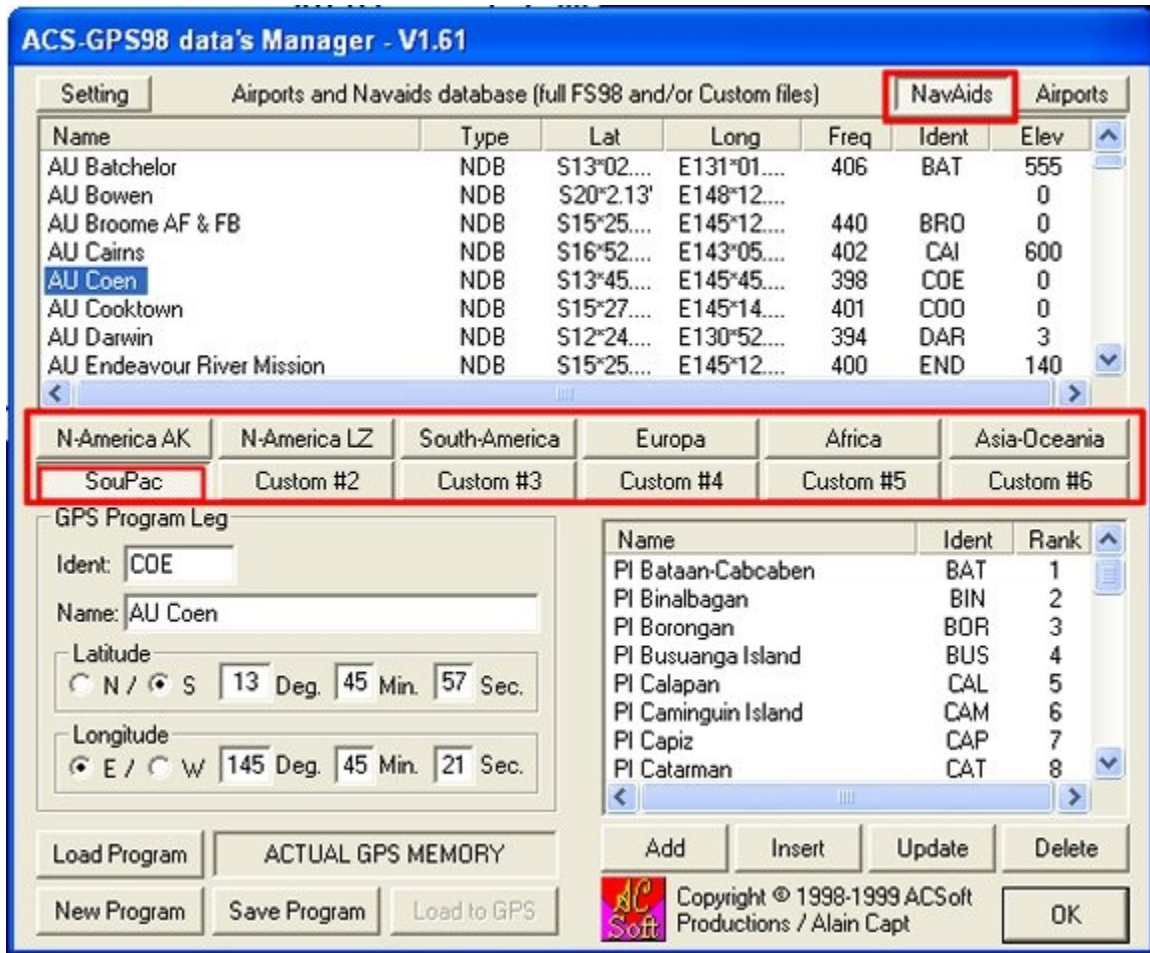 ACS-GPS98 data's Manager - V1.61
Setting Airports and Navaids database (full FS98 and/or Custom files) NavAids Airports
Name Type Lat Long Freq Ident Elev
AU Batchelor NDB S13*02.... E131*01.... 406 BAT 555
AU Bowen NDB S20*2.13' E148*12.... 0
AU Broome AF & FB NDB S15*25.... E145*12.... 440 BRO 0
AU Cairns NDB S16*52.... E143*05.... 402 CAI 600
AU Coen NDB S13*45.... E145*45.... 398 COE 0
AU Cooktown NDB S15*27.... E145*14.... 401 COO 0
AU Darwin NDB S12*24.... E130*52.... 394 DAR 3
AU Endeavour River Mission NDB S15*25.... E145*12.... 400 END 140
N-America AK N-America LZ South-America Europa Africa Asia-Oceania
SouPac Custom #2 Custom #3 Custom #4 Custom #5 Custom #6
GPS Program Leg
Ident: COE
Name: AU Coen
Latitude
N / S 13 Deg. 45 Min. 57 Sec.
Longitude
E / W 145 Deg. 45 Min. 21 Sec.
Name Ident Rank
PI Bataan-Cabcaben BAT 1
PI Binalbagan BIN 2
PI Borongan BOR 3
PI Busuanga Island BUS 4
PI Calapan CAL 5
PI Caminguin Island CAM 6
PI Capiz CAP 7
PI Catarman CAT 8
Load Program ACTUAL GPS MEMORY
New Program Save Program Load to GPS
Add Insert Update Delete
AC Soft
Copyright © 1998-1999 ACSoft
Productions / Alain Capt
OK